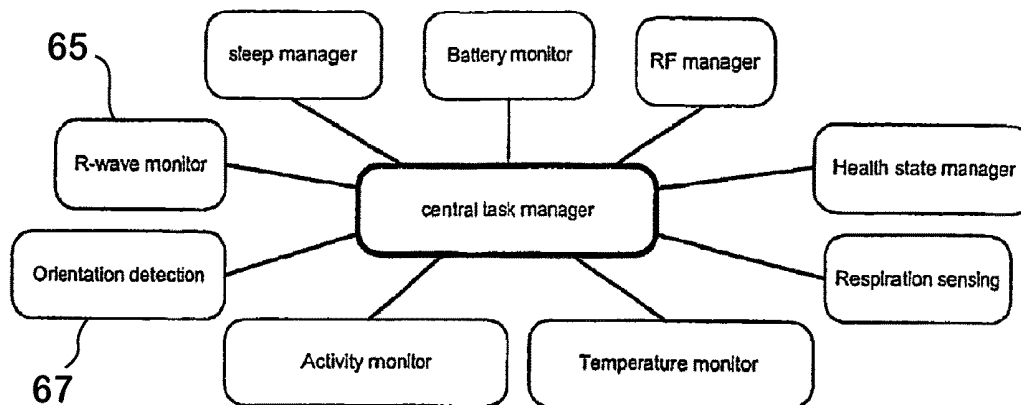 65
sleep manager
Battery monitor
RF manager
R-wave monitor
Health state manager
central task manager
Orientation detection
Respiration sensing
Activity monitor
Temperature monitor
67